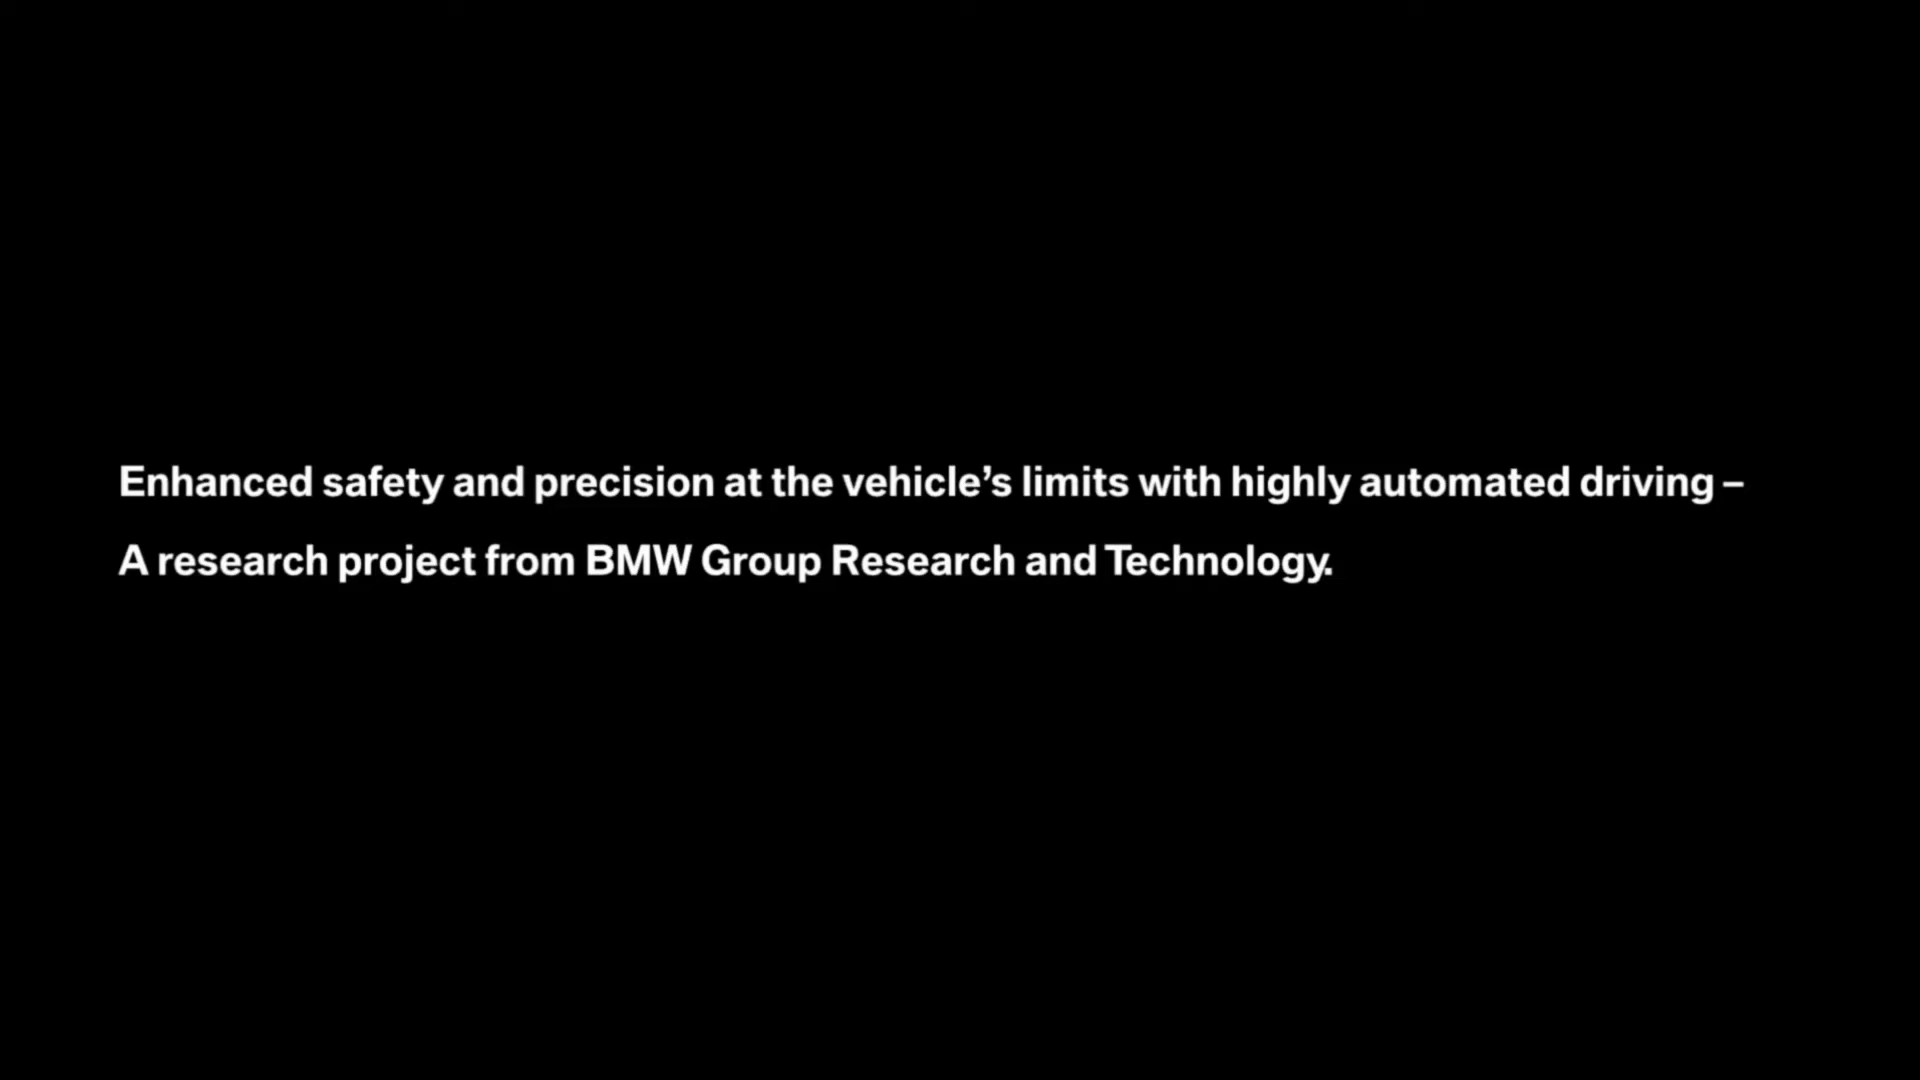 Enhanced safety and precision at the vehicle’s limits with highly automated driving –
A research project from BMW Group Research and Technology.